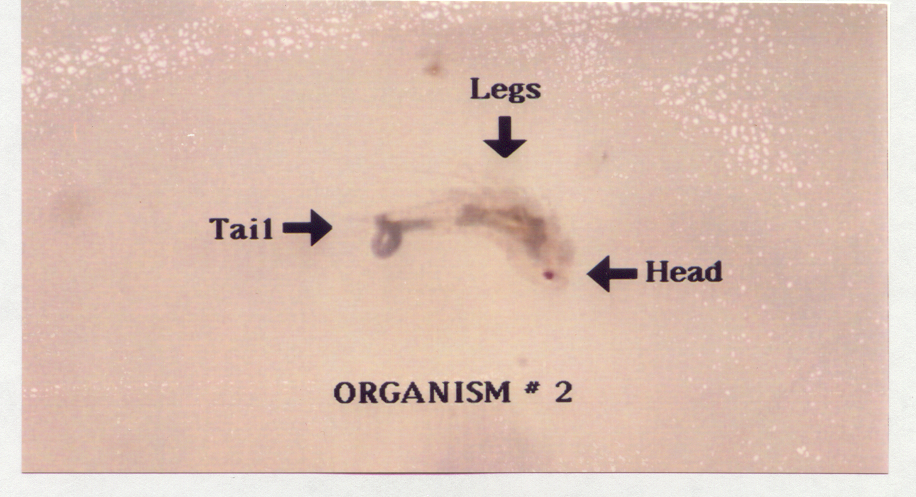 Legs
Tail
Head
ORGANISM # 2